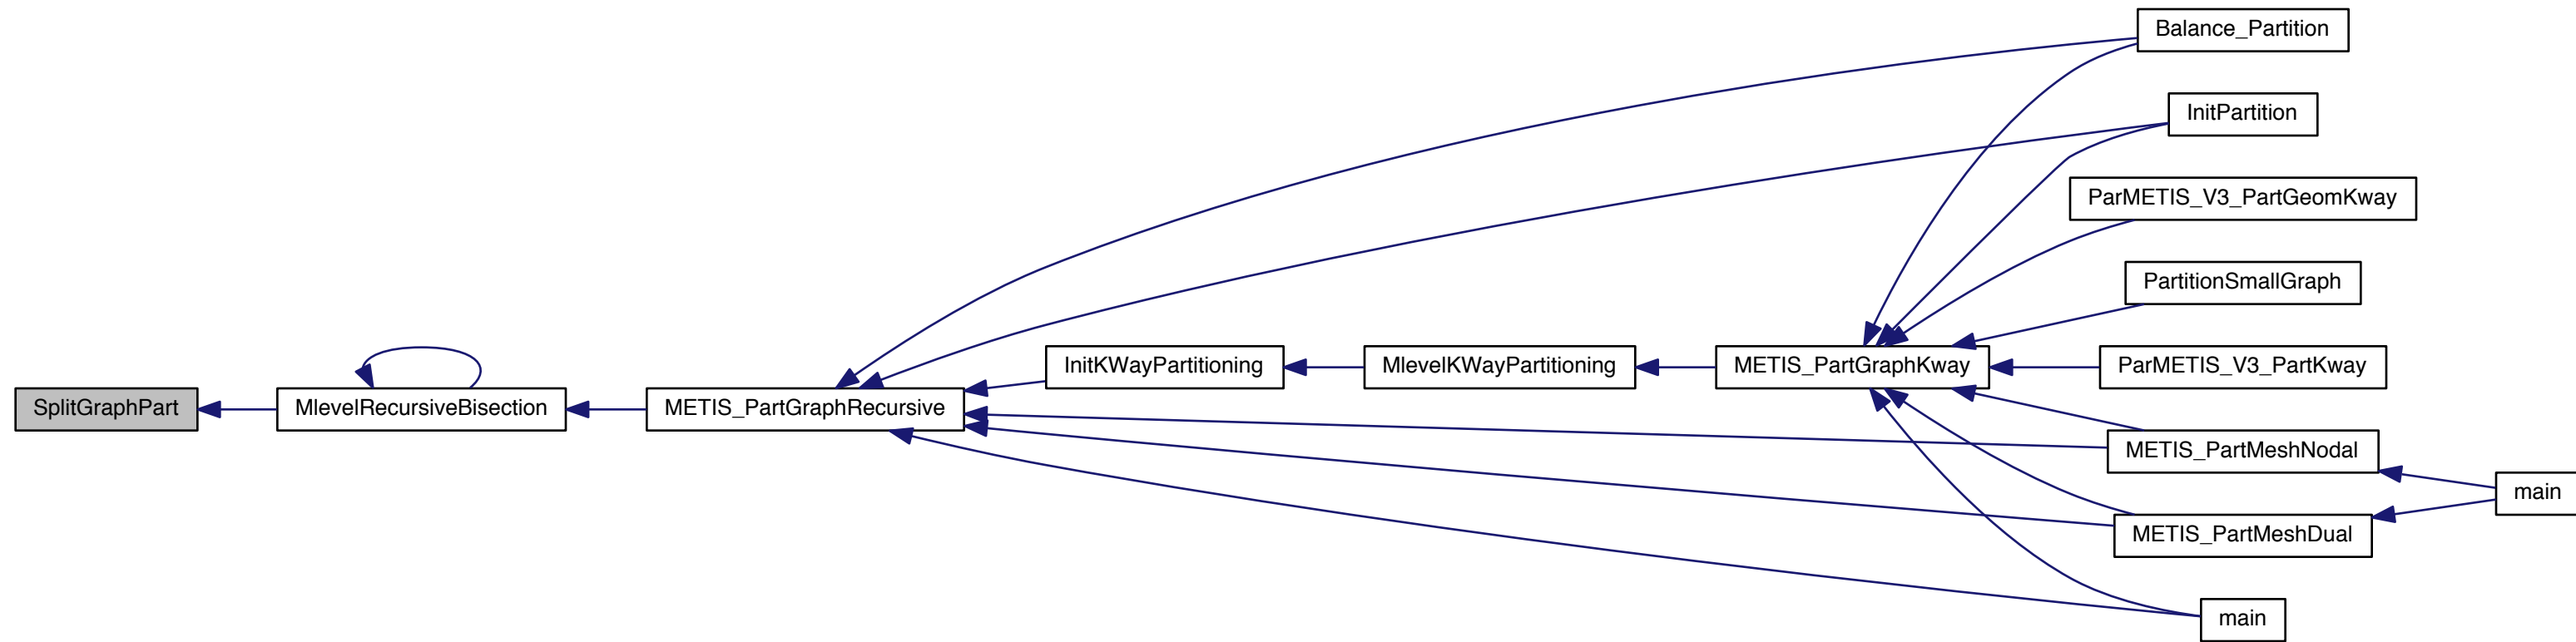 Balance_Partition
InitPartition
ParMETIS_V3_PartGeomKway
PartitionSmallGraph
InitKWayPartitioning
MlevelKWayPartitioning
METIS_PartGraphKway
ParMETIS_V3_PartKway
SplitGraphPart
MlevelRecursiveBisection
METIS_PartGraphRecursive
METIS_PartMeshNodal
main
METIS_PartMeshDual
main